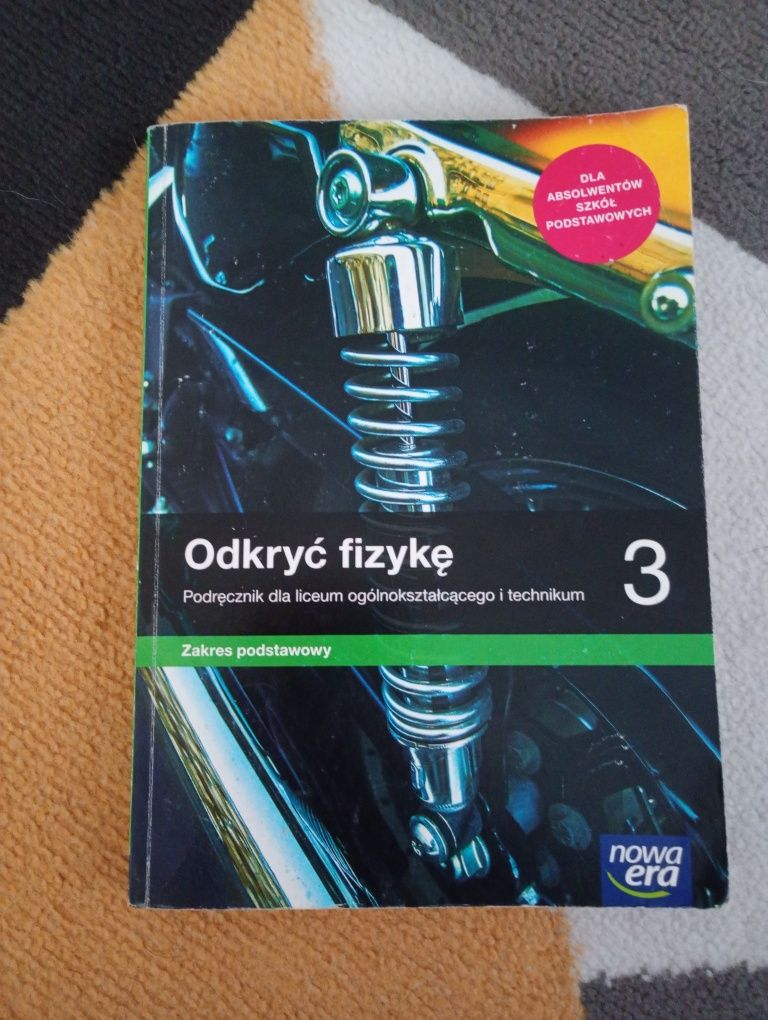 DLA
ABSOLWENTÓW
SZKÓŁ
PODSTAWOWYCH
Odkryć fizykę
3
Podręcznik dla liceum ogólnokształcącego i technikum
Zakres podstawowy
nowa
era